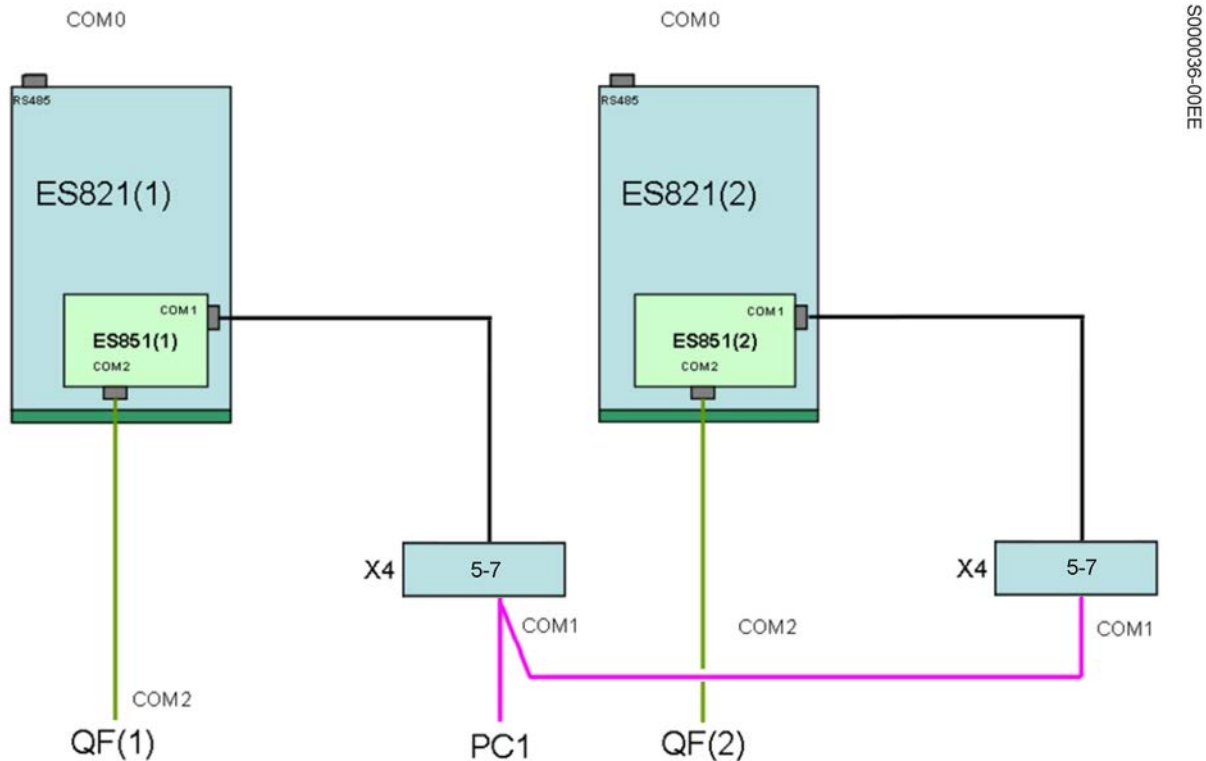 COM0
COM0
S000036-00EE
RS485
RS485
ES821(1)
ES821(2)
COM1
COM1
ES851(1)
ES851(2)
COM2
COM2
X4
5-7
X4
5-7
COM1
COM2
COM1
COM2
QF(1)
PC1
QF(2)